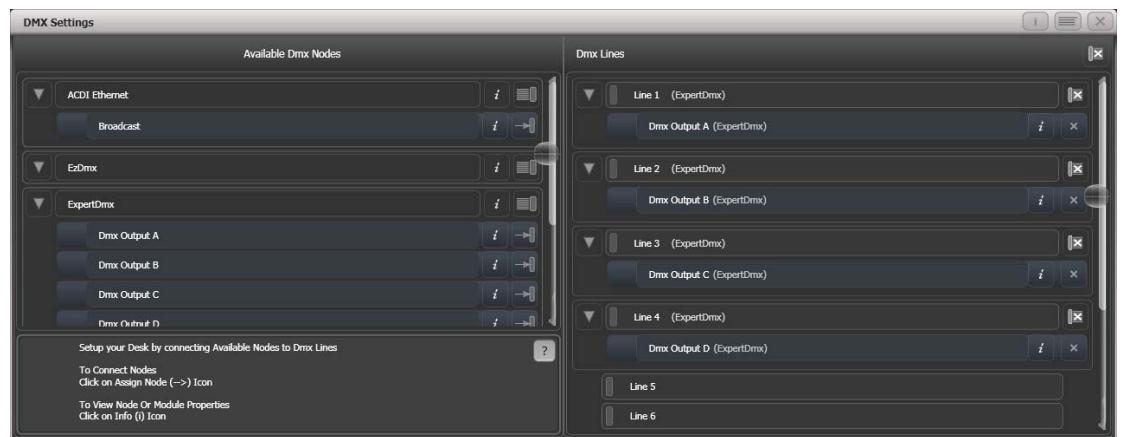 DMX Settings
Available Dmx Nodes
ACDI Ethernet
Broadcast
EzDmx
ExpertDmx
Dmx Output A
Dmx Output B
Dmx Output C
Dmx Output D
Setup your Desk by connecting Available Nodes to Dmx Lines
?
To Connect Nodes
Click on Assign Node (-->) Icon
To View Node Or Module Properties
Click on Info (i) Icon
Dmx Lines
Line 1 (ExpertDmx)
Dmx Output A (ExpertDmx)
Line 2 (ExpertDmx)
Dmx Output B (ExpertDmx)
Line 3 (ExpertDmx)
Dmx Output C (ExpertDmx)
Line 4 (ExpertDmx)
Dmx Output D (ExpertDmx)
Line 5
Line 6